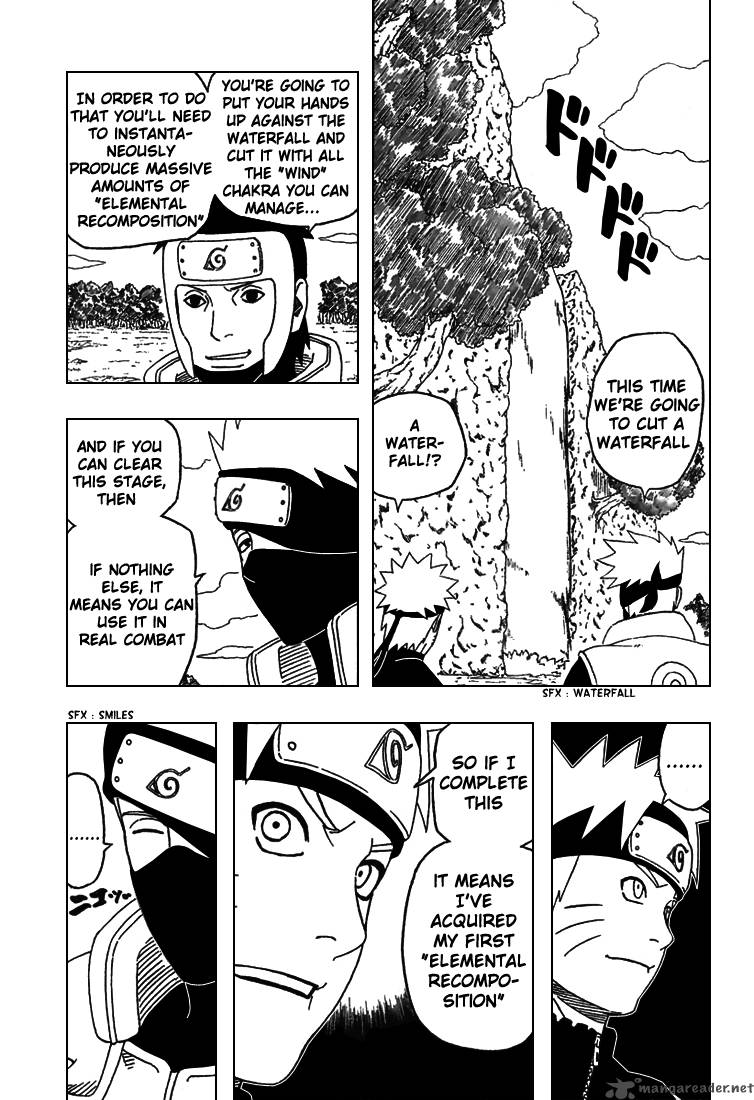 ドドドド
THIS TIME
WE'RE GOING
TO CUT A
WATERFALL
A
WATER-
FALL!?
SFX : WATERFALL
YOU'RE GOING TO
PUT YOUR HANDS
UP AGAINST THE
WATERFALL AND
CUT IT WITH ALL
THE "WIND"
CHAKRA YOU CAN
MANAGE...
IN ORDER TO DO
THAT YOU'LL NEED
TO INSTANTA-
NEOUSLY
PRODUCE MASSIVE
AMOUNTS OF
"ELEMENTAL
RECOMPOSITION"
AND IF YOU
CAN CLEAR
THIS STAGE,
THEN
IF NOTHING
ELSE, IT
MEANS YOU CAN
USE IT IN
REAL COMBAT
.......
SO IF I
COMPLETE
THIS
IT MEANS
I'VE
ACQUIRED
MY FIRST
"ELEMENTAL
RECOMPO-
SITION"
SFX : SMILES
.......
ニコッ
mangareader.net